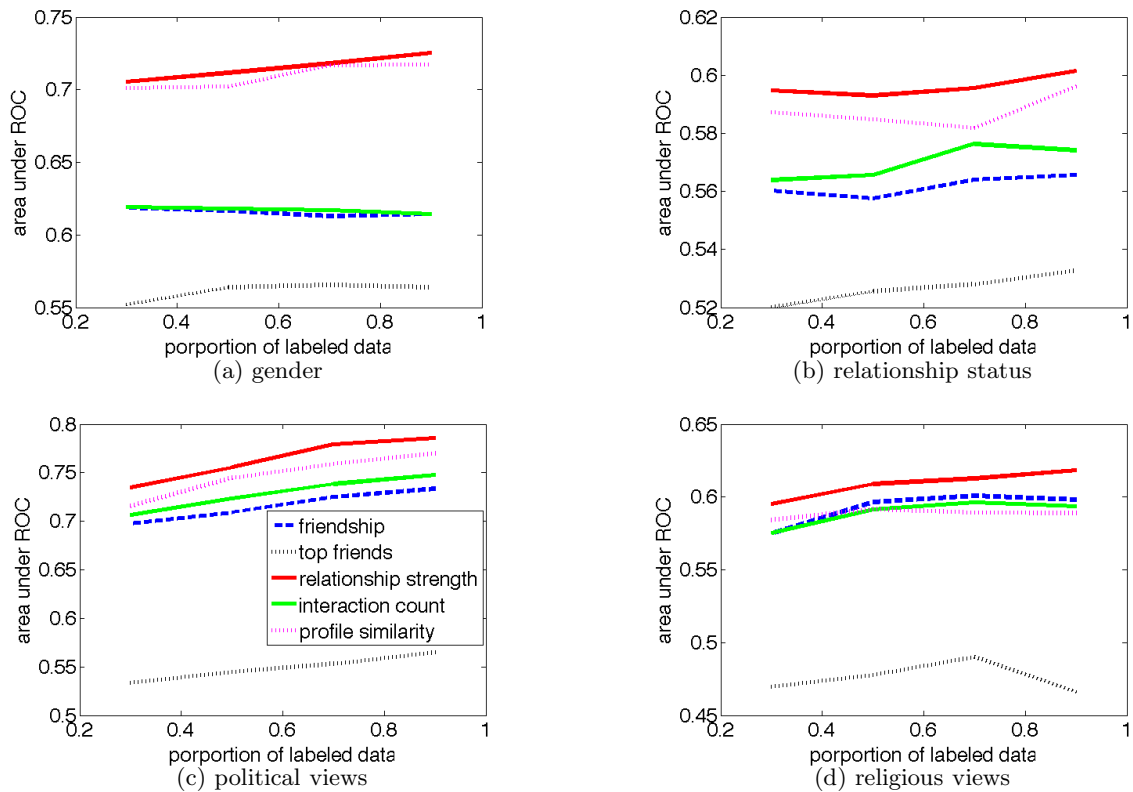 0.75
0.7
0.65
0.6
0.55
0.2
0.4
0.6
0.8
1
area under ROC
porportion of labeled data
(a) gender
0.62
0.6
0.58
0.56
0.54
0.52
0.2
0.4
0.6
0.8
1
area under ROC
porportion of labeled data
(b) relationship status
0.8
0.75
0.7
0.65
0.6
0.55
0.5
0.2
0.4
0.6
0.8
1
area under ROC
friendship
top friends
relationship strength
interaction count
profile similarity
porportion of labeled data
(c) political views
0.65
0.6
0.55
0.5
0.45
0.2
0.4
0.6
0.8
1
area under ROC
porportion of labeled data
(d) religious views